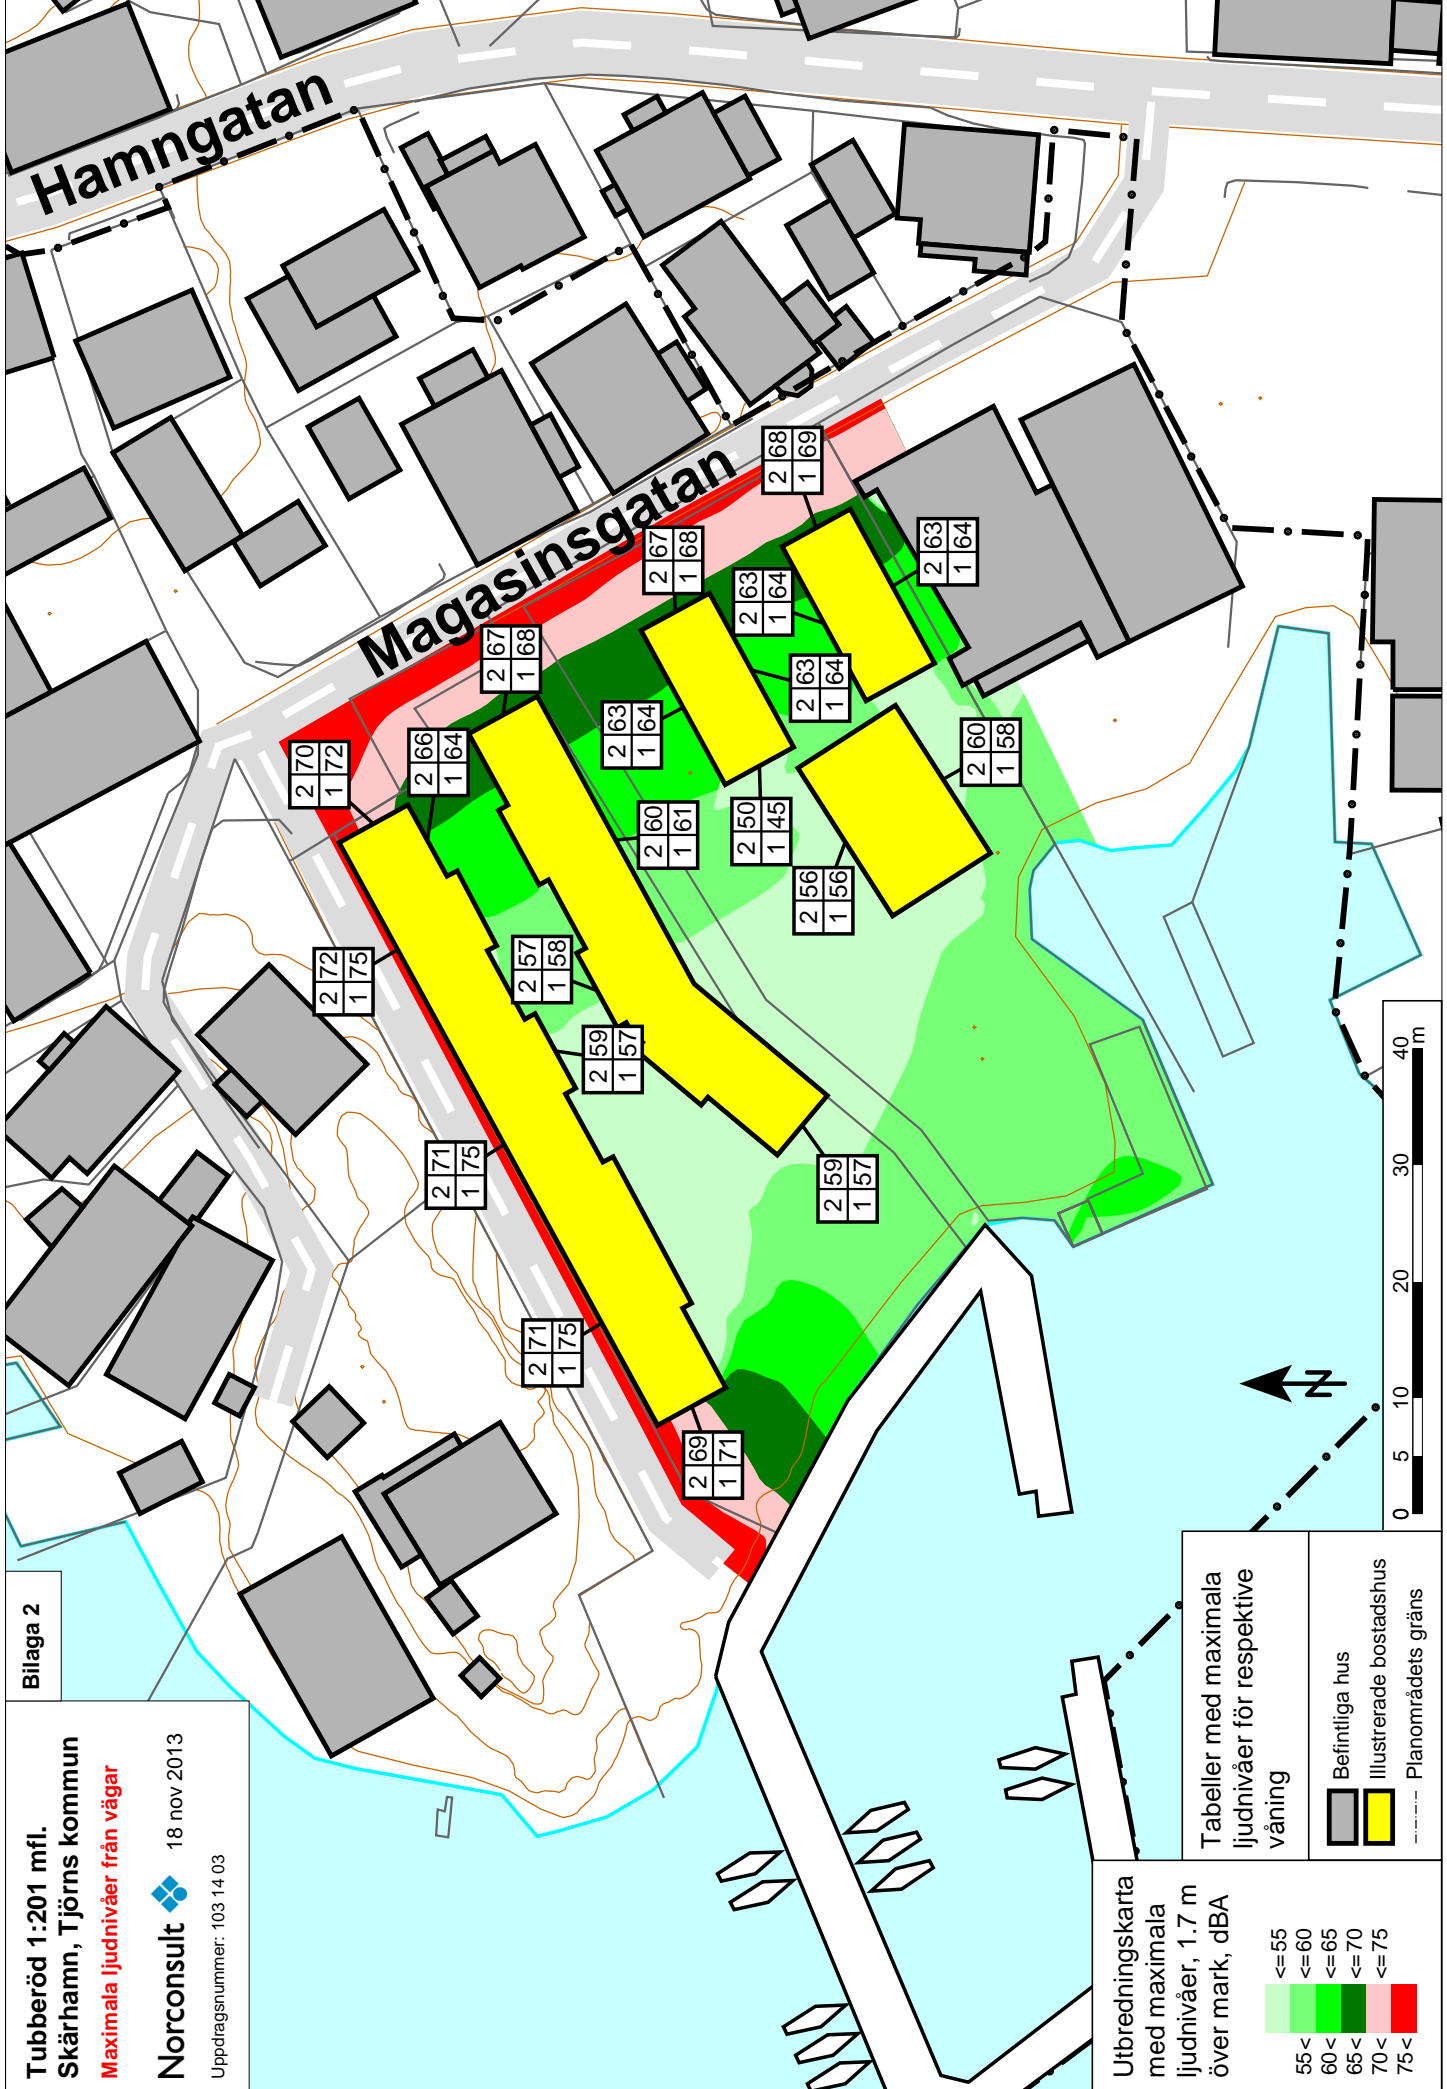 Bilaga 2
Tubberöd 1:201 mfl.
Skärhamn, Tjörns kommun
Maximala ljudnivåer från vägar
Norconsult 18 nov 2013
Uppdragsnummer: 103 14 03
Hamngatan
Magasinsgatan
2 70
1 72
2 66
1 64
2 67
1 68
2 67
1 68
2 68
1 69
2 63
1 64
2 63
1 64
2 63
1 64
2 63
1 64
2 60
1 58
2 60
1 61
2 50
1 45
2 56
1 56
2 72
1 75
2 57
1 58
2 59
1 57
2 71
1 75
2 59
1 57
2 71
1 75
2 69
1 71
N
0 5 10 20 30 40
m
Utbredningskarta
med maximala
ljudnivåer, 1.7 m
över mark, dBA
<=55
55< <=60
60< <=65
65< <=70
70< <=75
75<
Tabeller med maximala
ljudnivåer för respektive
våning
Befintliga hus
Illustrerade bostadshus
Planområdets gräns